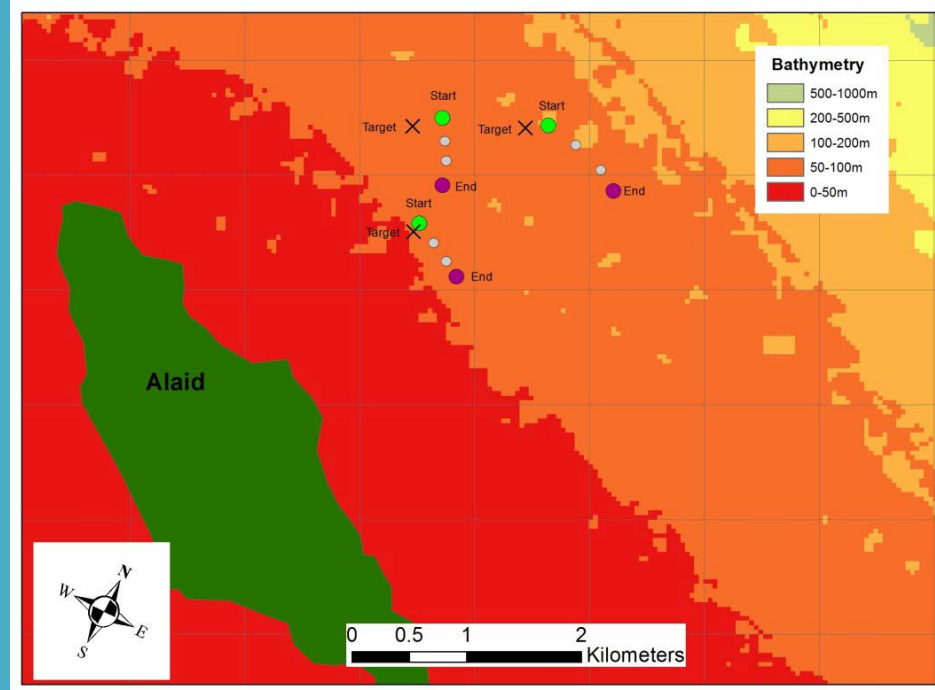 Bathymetry
500-1000m
200-500m
100-200m
50-100m
0-50m
Start
Target
End
Start
Target
End
Start
Target
End
Alaid
N
W
E
S
0 0.5 1 2
Kilometers